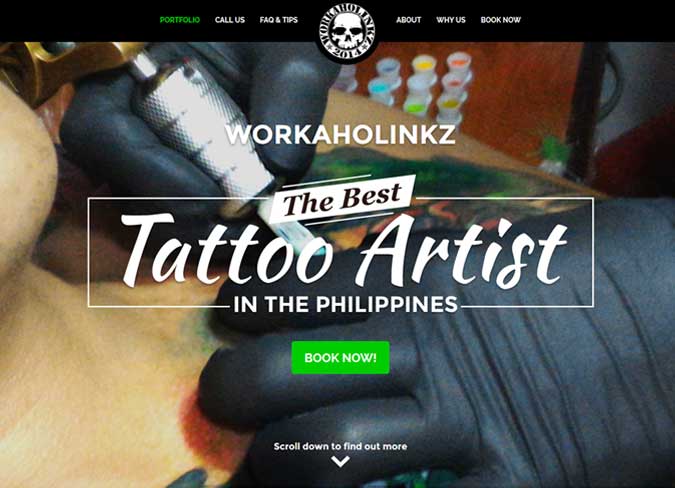 PORTFOLIO CALL US FAQ & TIPS ABOUT WHY US BOOK NOW
WORKAHOLINKZ
2014
WORKAHOLINKZ
The Best
Tattoo Artist
IN THE PHILIPPINES
BOOK NOW!
Scroll down to find out more